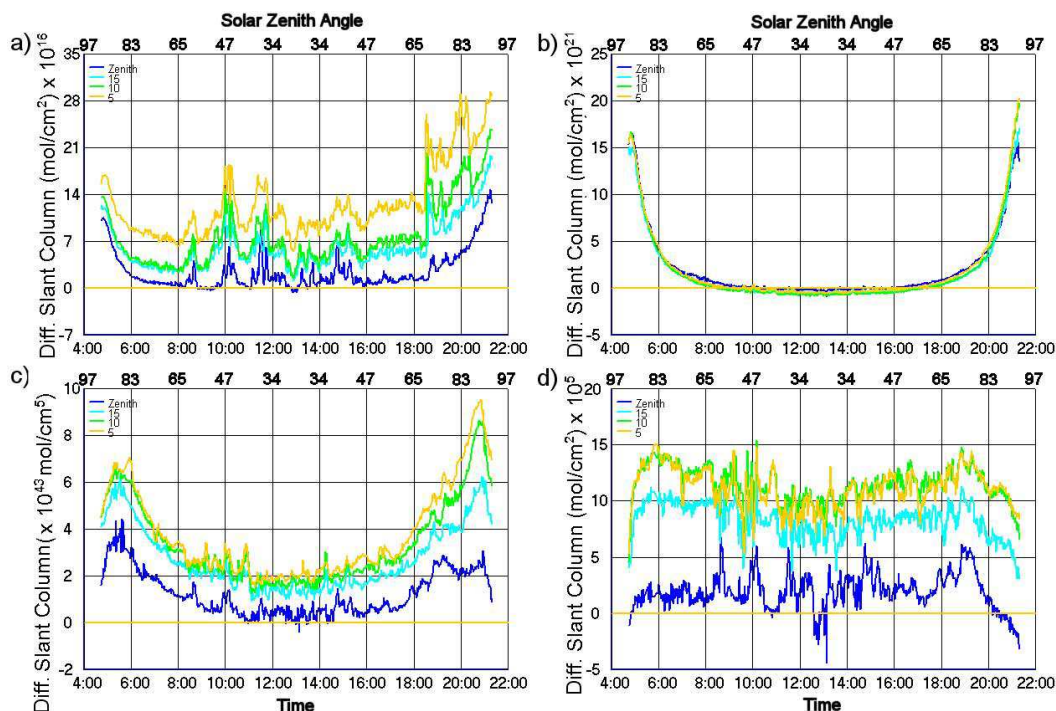 Solar Zenith Angle
a)
97 83 65 47 34 34 47 65 83 97
Diff. Slant Column (mol/cm²) x 10¹⁶
35
28
21
14
7
0
-7
Zenith
15
10
5
4:00 6:00 8:00 10:00 12:00 14:00 16:00 18:00 20:00 22:00
Solar Zenith Angle
b)
97 83 65 47 34 34 47 65 83 97
Diff. Slant Column (mol/cm²) x 10²¹
25
20
15
10
5
0
-5
Zenith
15
10
5
4:00 6:00 8:00 10:00 12:00 14:00 16:00 18:00 20:00 22:00
c)
97 83 65 47 34 34 47 65 83 97
Diff. Slant Column( x 10⁴³mol/cm⁵)
10
8
6
4
2
0
-2
Zenith
15
10
5
4:00 6:00 8:00 10:00 12:00 14:00 16:00 18:00 20:00 22:00
Time
d)
97 83 65 47 34 34 47 65 83 97
Diff. Slant Column (mol/cm²) x 10⁵
20
15
10
5
0
-5
Zenith
15
10
5
4:00 6:00 8:00 10:00 12:00 14:00 16:00 18:00 20:00 22:00
Time